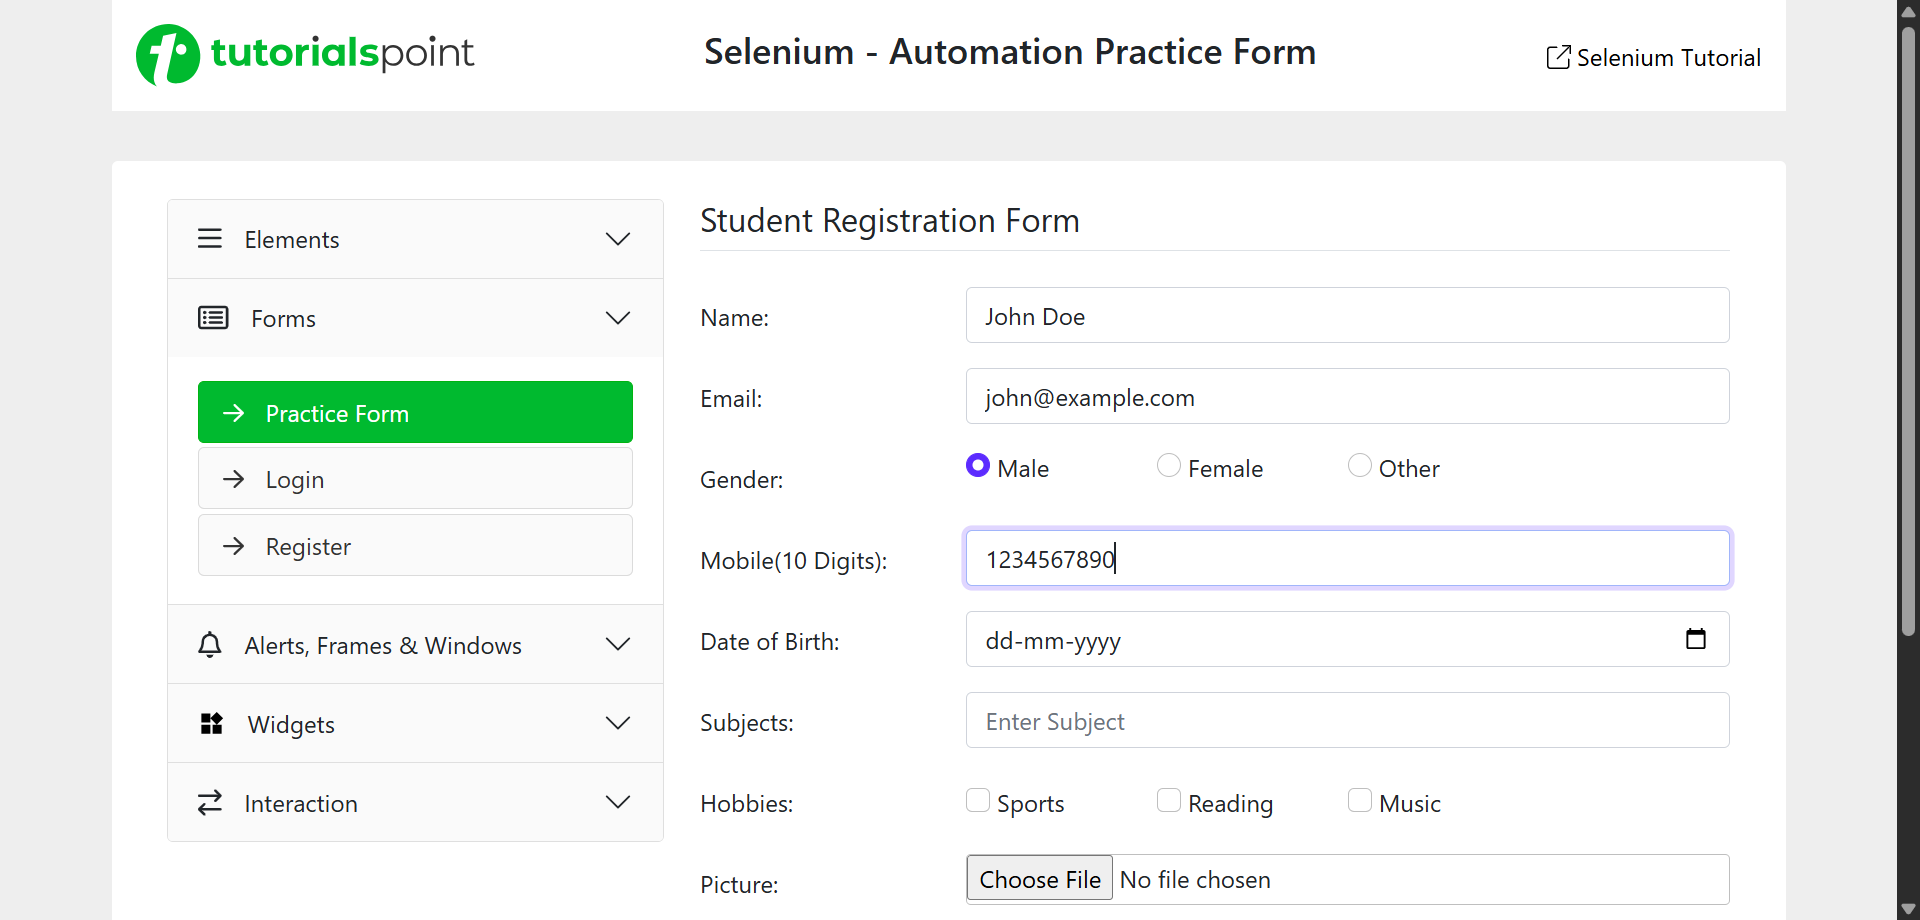 tutorialspoint
Selenium - Automation Practice Form
Selenium Tutorial
Elements
Forms
Practice Form
Login
Register
Alerts, Frames & Windows
Widgets
Interaction
Student Registration Form
Name:
John Doe
Email:
john@example.com
Gender:
Male
Female
Other
Mobile(10 Digits):
1234567890
Date of Birth:
dd-mm-yyyy
Subjects:
Enter Subject
Hobbies:
Sports
Reading
Music
Picture:
Choose File
No file chosen